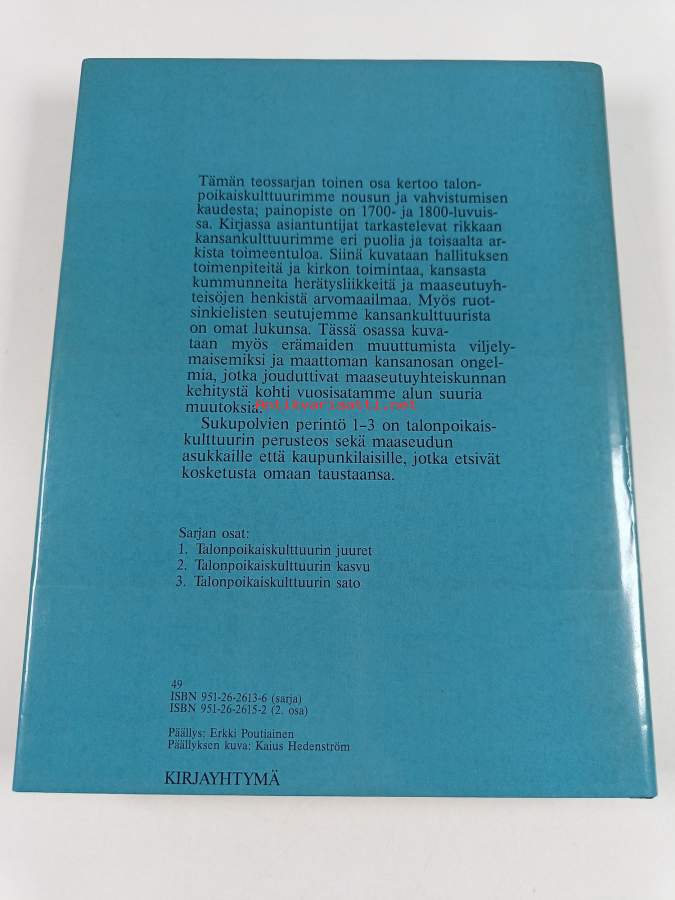 Tämän teossarjan toinen osa kertoo talon-
poikaiskulttuurimme nousun ja vahvistumisen
kaudesta; painopiste on 1700- ja 1800-luvuis-
sa. Kirjassa asiantuntijat tarkastelevat rikkaan
kansankulttuurimme eri puolia ja toisaalta ar-
kista toimeentuloa. Siinä kuvataan hallituksen
toimenpiteitä ja kirkon toimintaa, kansasta
kummunneita herätysliikkeitä ja maaseutuyh-
teisöjen henkistä arvomaailmaa. Myös ruot-
sinkielisten seutujemme kansankulttuurista
on omat lukunsa. Tässä osassa kuva-
taan myös erämaiden muuttumista viljely-
maisemiksi ja maattoman kansanosan ongel-
mia, jotka jouduttivat maaseutuyhteiskunnan
kehitystä kohti vuosisatamme alun suuria
muutoksia.
Antikvariaatti.net
Sukupolvien perintö 1-3 on talonpoikais-
kulttuurin perusteos sekä maaseudun
asukkaille että kaupunkilaisille, jotka etsivät
kosketusta omaan taustaansa.
Sarjan osat:
1. Talonpoikaiskulttuurin juuret
2. Talonpoikaiskulttuurin kasvu
3. Talonpoikaiskulttuurin sato
49
ISBN 951-26-2613-6 (sarja)
ISBN 951-26-2615-2 (2. osa)
Päällys: Erkki Poutiainen
Päällyksen kuva: Kaius Hedenström
KIRJAYHTYMÄ